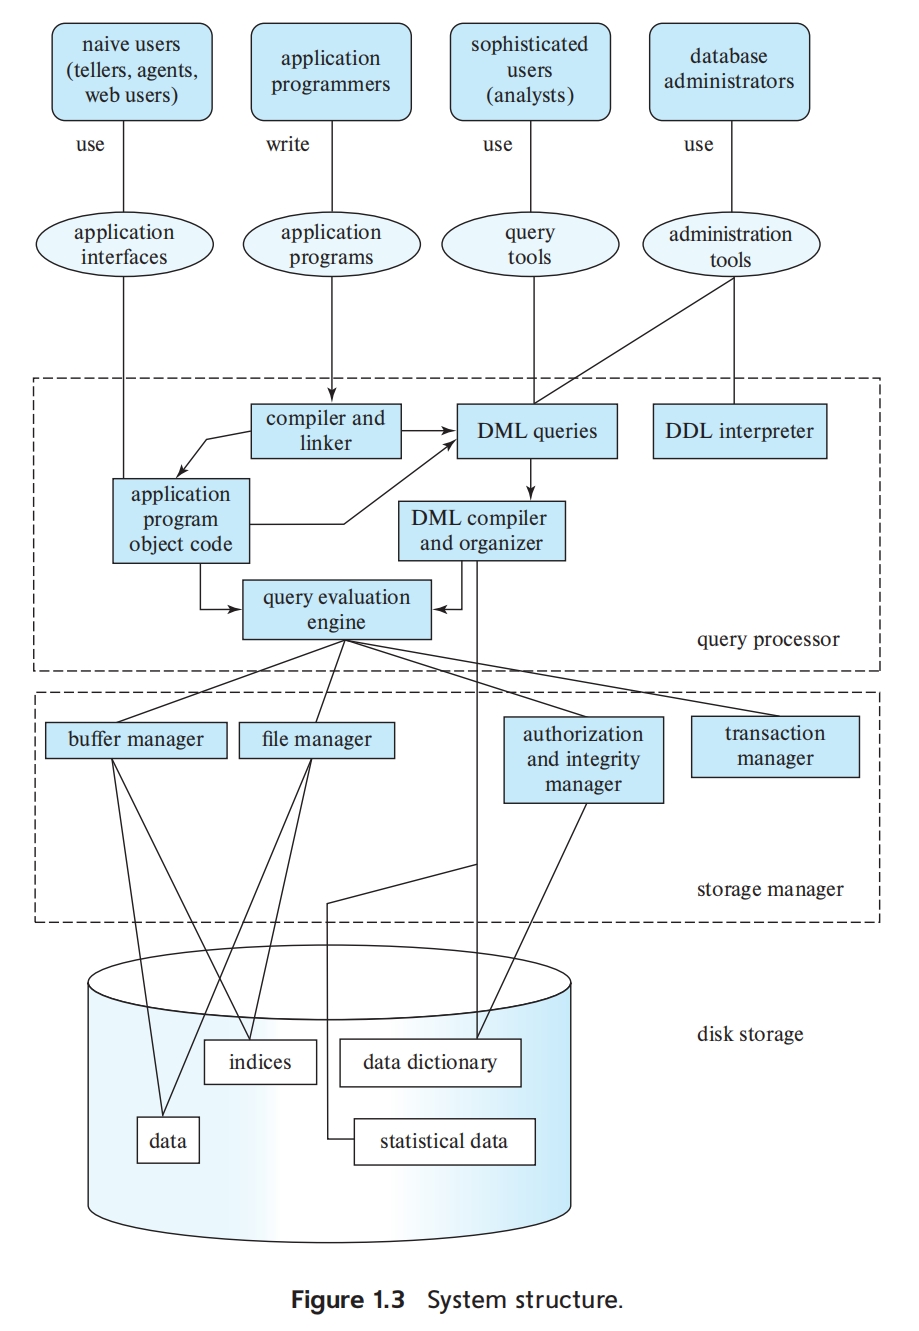 naive users
(tellers, agents,
web users)
application
programmers
sophisticated
users
(analysts)
database
administrators
use
write
use
use
application
interfaces
application
programs
query
tools
administration
tools
compiler and
linker
DML queries
DDL interpreter
application
program
object code
DML compiler
and organizer
query evaluation
engine
query processor
buffer manager
file manager
authorization
and integrity
manager
transaction
manager
storage manager
disk storage
indices
data dictionary
data
statistical data
Figure 1.3 System structure.